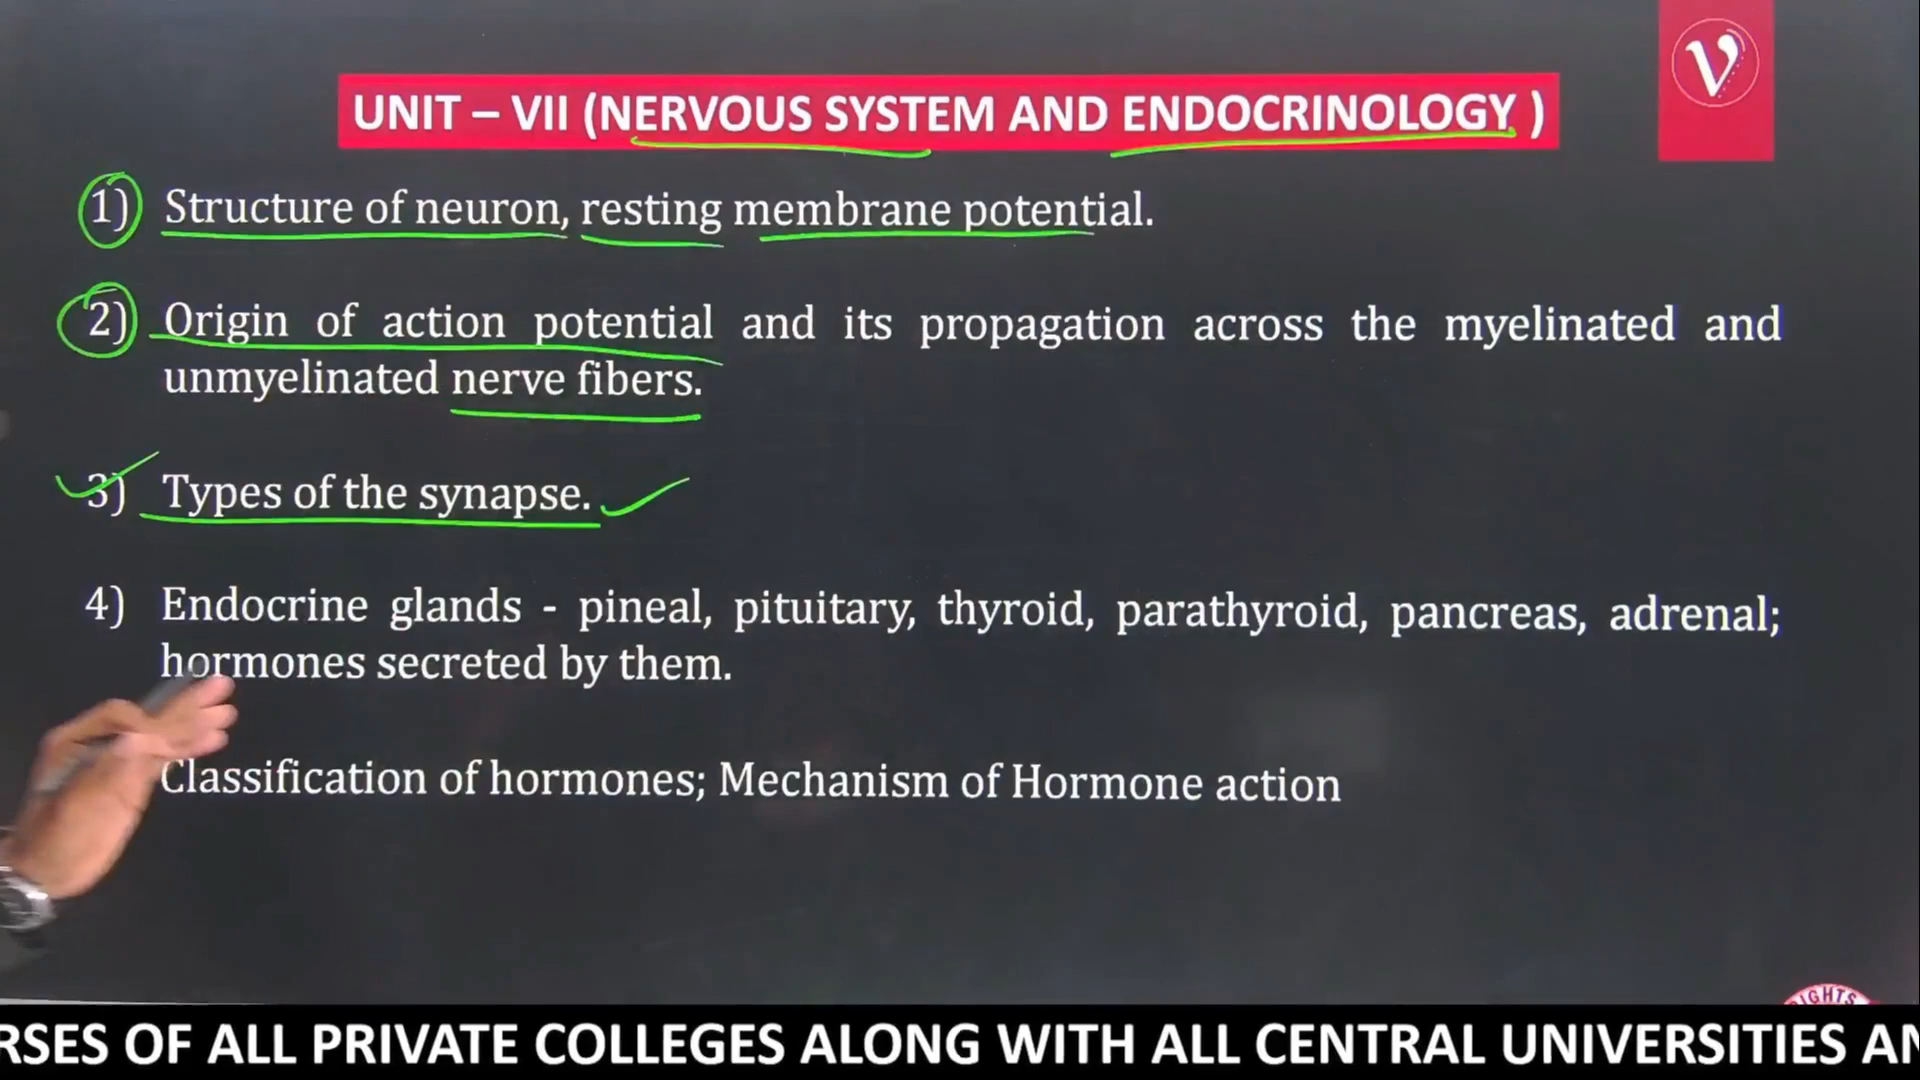 V
UNIT – VII (NERVOUS SYSTEM AND ENDOCRINOLOGY )
1) Structure of neuron, resting membrane potential.
2) Origin of action potential and its propagation across the myelinated and
unmyelinated nerve fibers.
3) Types of the synapse.
4) Endocrine glands - pineal, pituitary, thyroid, parathyroid, pancreas, adrenal;
hormones secreted by them.
Classification of hormones; Mechanism of Hormone action
IGHTS
RSES OF ALL PRIVATE COLLEGES ALONG WITH ALL CENTRAL UNIVERSITIES AN